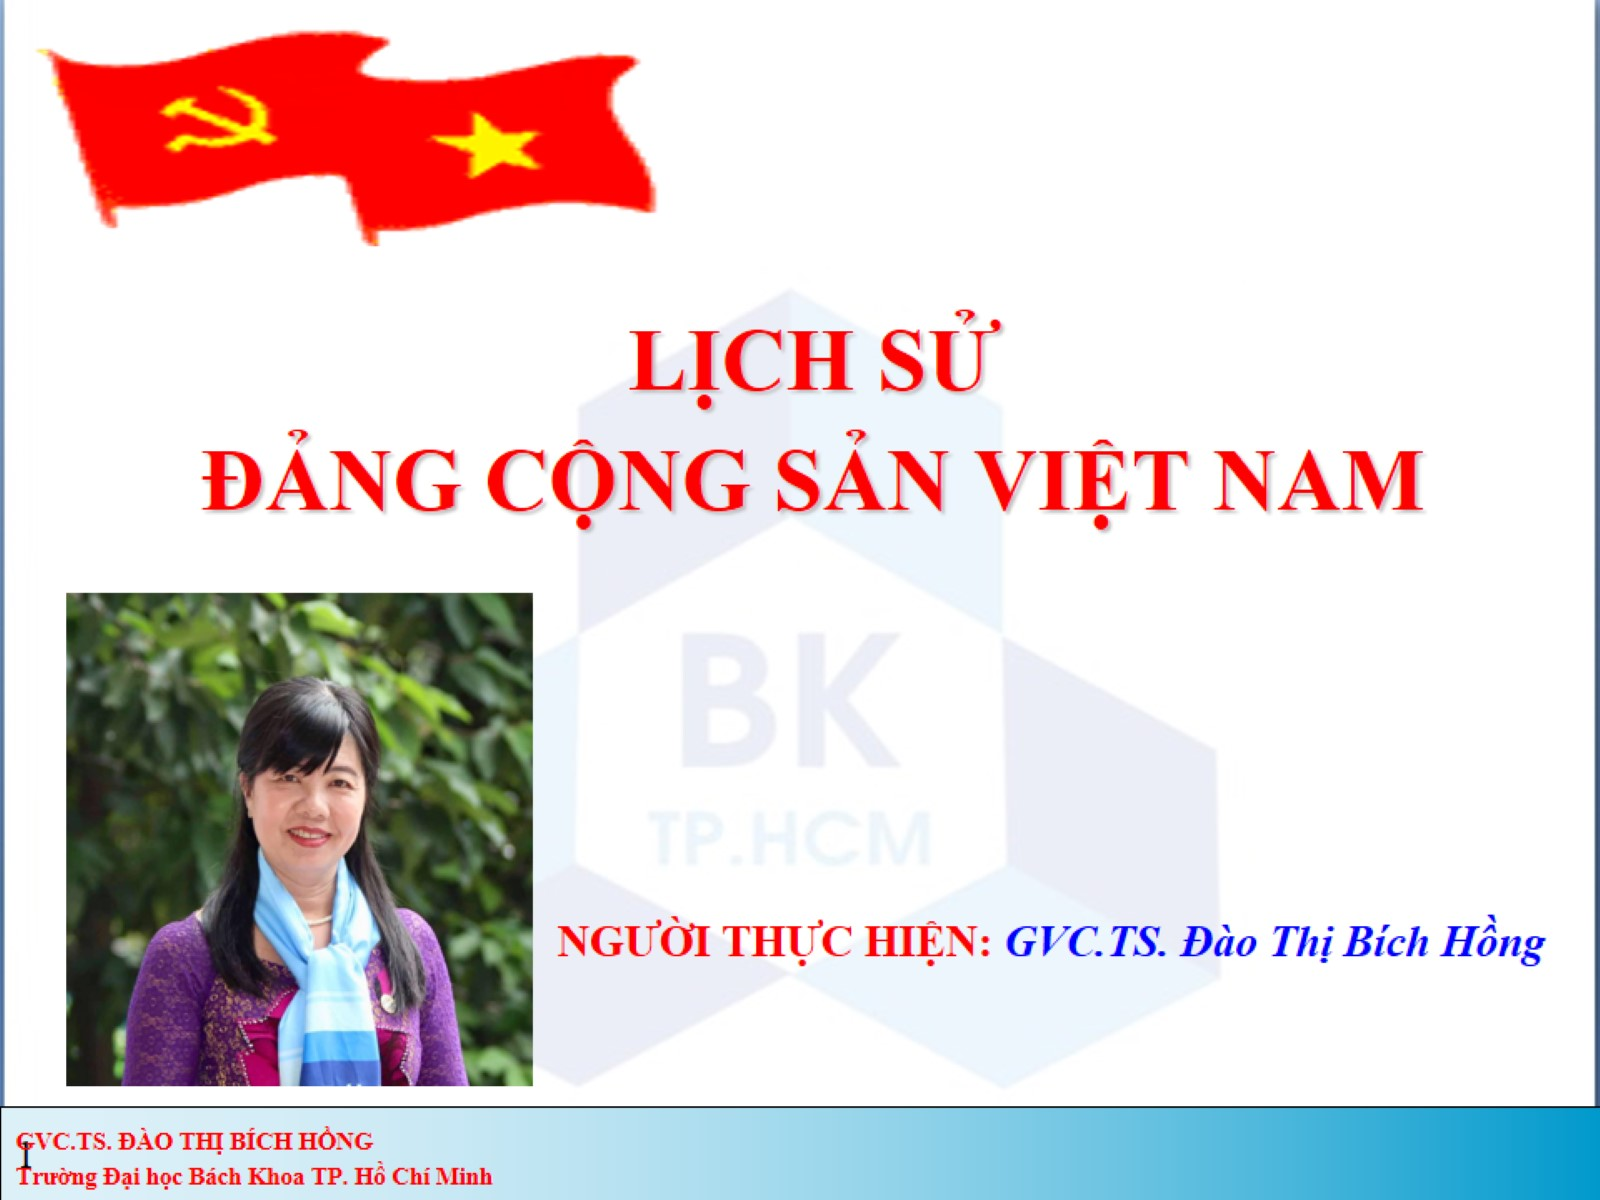 LỊCH SỬ
ĐẢNG CỘNG SẢN VIỆT NAM
BK
TP.HCM
NGƯỜI THỰC HIỆN: GVC.TS. Đào Thị Bích Hồng
GVC.TS. ĐÀO THỊ BÍCH HỒNG
1
Trường Đại học Bách Khoa TP. Hồ Chí Minh